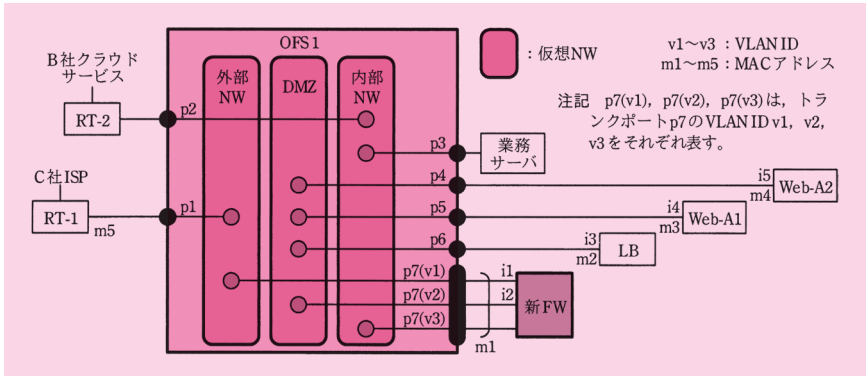 OFS1
B社クラウド
サービス
RT-2
p2
C社ISP
RT-1
m5
p1
外部
NW
DMZ
内部
NW
：仮想NW
v1～v3：VLAN ID
m1～m5：MACアドレス
注記 p7(v1)，p7(v2)，p7(v3)は，トラ
ンクポートp7のVLAN ID v1，v2，
v3をそれぞれ表す。
p3
業務
サーバ
p4
i5
m4
Web-A2
p5
i4
m3
Web-A1
p6
i3
m2
LB
p7(v1)
i1
p7(v2)
i2
p7(v3)
m1
新FW